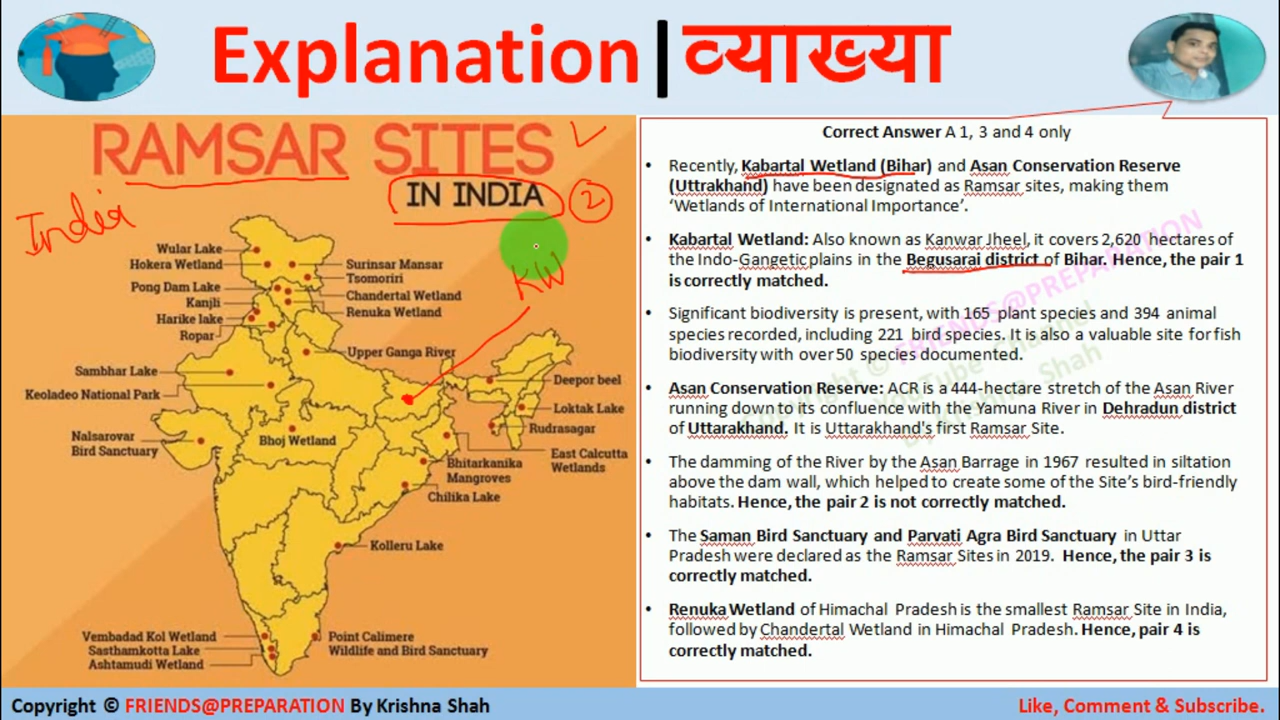 Explanation|व्याख्या
RAMSAR SITES
IN INDIA
2
India
KW
Wular Lake
Hokera Wetland
Surinsar Mansar
Tsomoriri
Pong Dam Lake
Chandertal Wetland
Kanjli
Renuka Wetland
Harike lake
Ropar
Upper Ganga River
Sambhar Lake
Deepor beel
Keoladeo National Park
Loktak Lake
Rudrasagar
Nalsarovar
Bird Sanctuary
Bhoj Wetland
East Calcutta
Wetlands
Bhitarkanika
Mangroves
Chilika Lake
Kolleru Lake
Vembadad Kol Wetland
Sasthamkotta Lake
Ashtamudi Wetland
Point Calimere
Wildlife and Bird Sanctuary
Correct Answer A 1, 3 and 4 only
• Recently, Kabartal Wetland (Bihar) and Asan Conservation Reserve
(Uttrakhand) have been designated as Ramsar sites, making them
‘Wetlands of International Importance’.
• Kabartal Wetland: Also known as Kanwar Jheel, it covers 2,620 hectares of
the Indo-Gangetic plains in the Begusarai district of Bihar. Hence, the pair 1
is correctly matched.
• Significant biodiversity is present, with 165 plant species and 394 animal
species recorded, including 221 bird species. It is also a valuable site for fish
biodiversity with over 50 species documented.
• Asan Conservation Reserve: ACR is a 444-hectare stretch of the Asan River
running down to its confluence with the Yamuna River in Dehradun district
of Uttarakhand. It is Uttarakhand's first Ramsar Site.
• The damming of the River by the Asan Barrage in 1967 resulted in siltation
above the dam wall, which helped to create some of the Site’s bird-friendly
habitats. Hence, the pair 2 is not correctly matched.
• The Saman Bird Sanctuary and Parvati Agra Bird Sanctuary in Uttar
Pradesh were declared as the Ramsar Sites in 2019. Hence, the pair 3 is
correctly matched.
• Renuka Wetland of Himachal Pradesh is the smallest Ramsar Site in India,
followed by Chandertal Wetland in Himachal Pradesh. Hence, pair 4 is
correctly matched.
© FRIENDS@PREPARATION
YouTube
Shah
Copyright © FRIENDS@PREPARATION By Krishna Shah
Like, Comment & Subscribe.